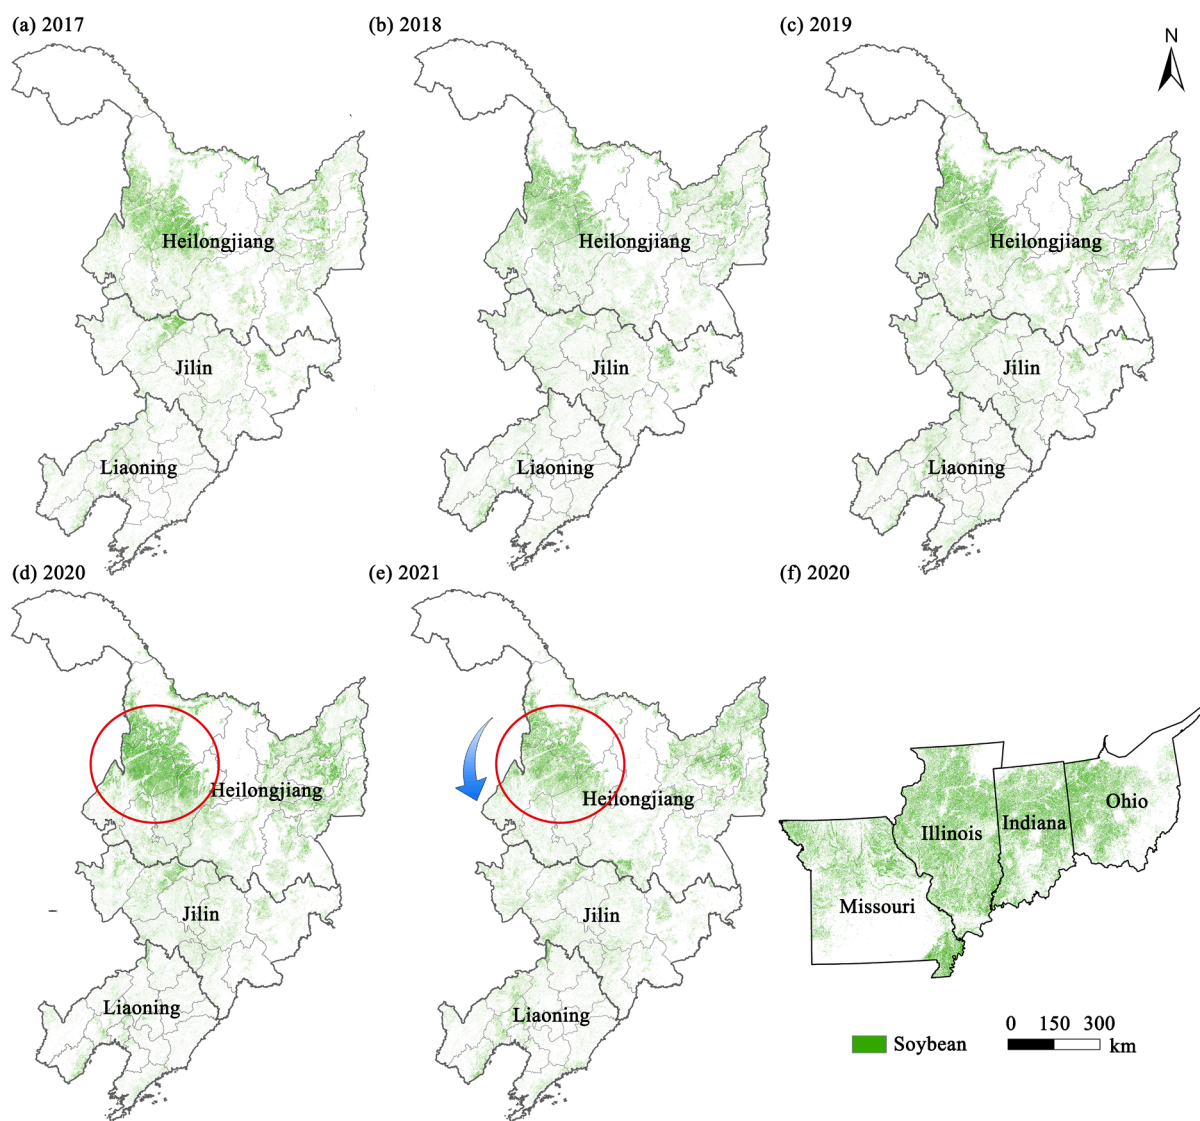 (a) 2017
(b) 2018
(c) 2019
N
Heilongjiang
Heilongjiang
Heilongjiang
Jilin
Jilin
Jilin
Liaoning
Liaoning
Liaoning
(d) 2020
(e) 2021
(f) 2020
Heilongjiang
Heilongjiang
Jilin
Jilin
Liaoning
Liaoning
Missouri
Illinois
Indiana
Ohio
Soybean
0 150 300
km